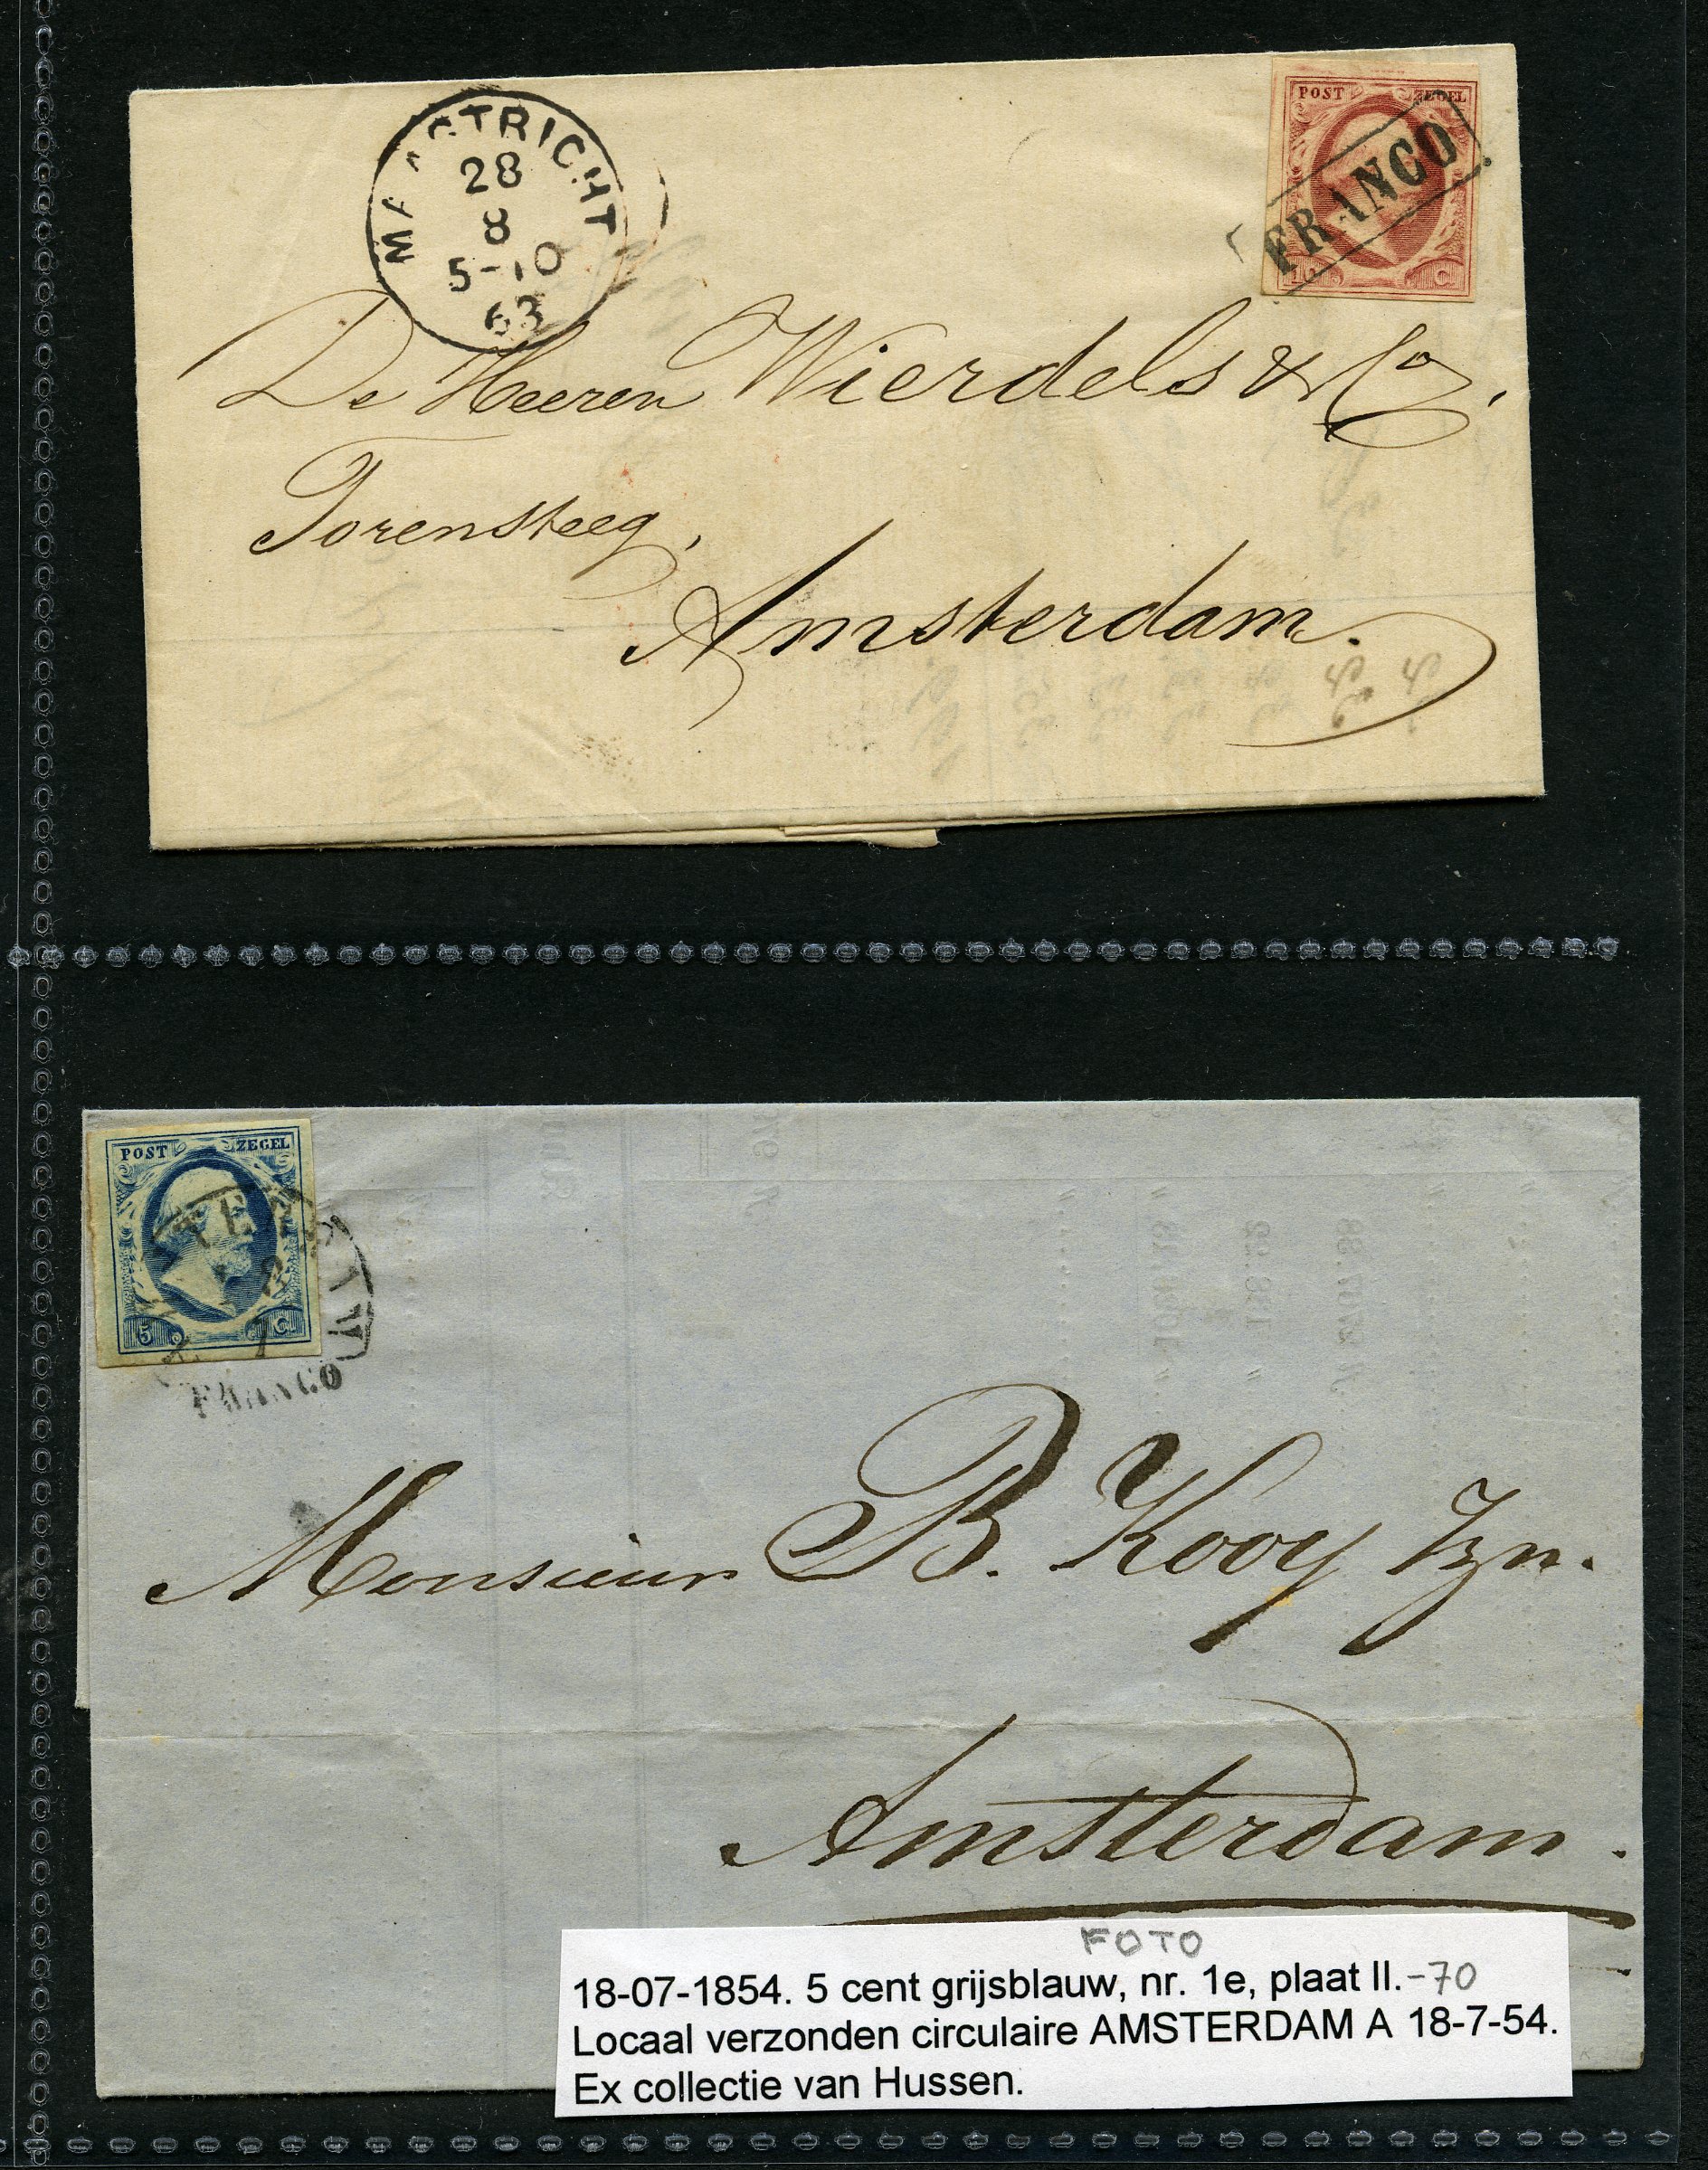 MAASTRICHT
28
8
5-10
63
POST ZEGEL
FRANCO
10 C.
De Heeren Wierdels & Co,
Torensteeg,
Amsterdam.
POST ZEGEL
5 C
FRANCO
Monsieur B. Kooy Jzn.
Amsterdam.
FOTO
18-07-1854. 5 cent grijsblauw, nr. 1e, plaat II. -70
Locaal verzonden circulaire AMSTERDAM A 18-7-54.
Ex collectie van Hussen.